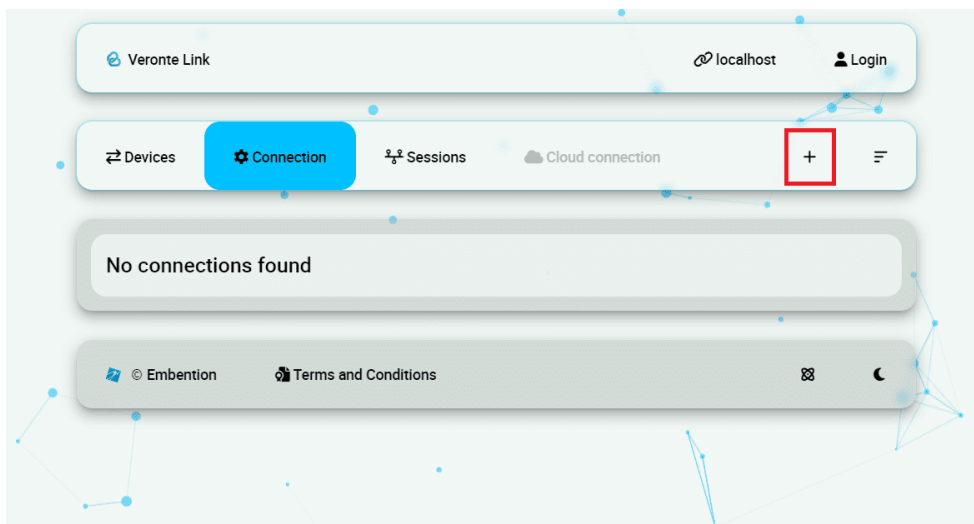 Veronte Link localhost Login
Devices Connection Sessions Cloud connection +
No connections found
© Embention Terms and Conditions